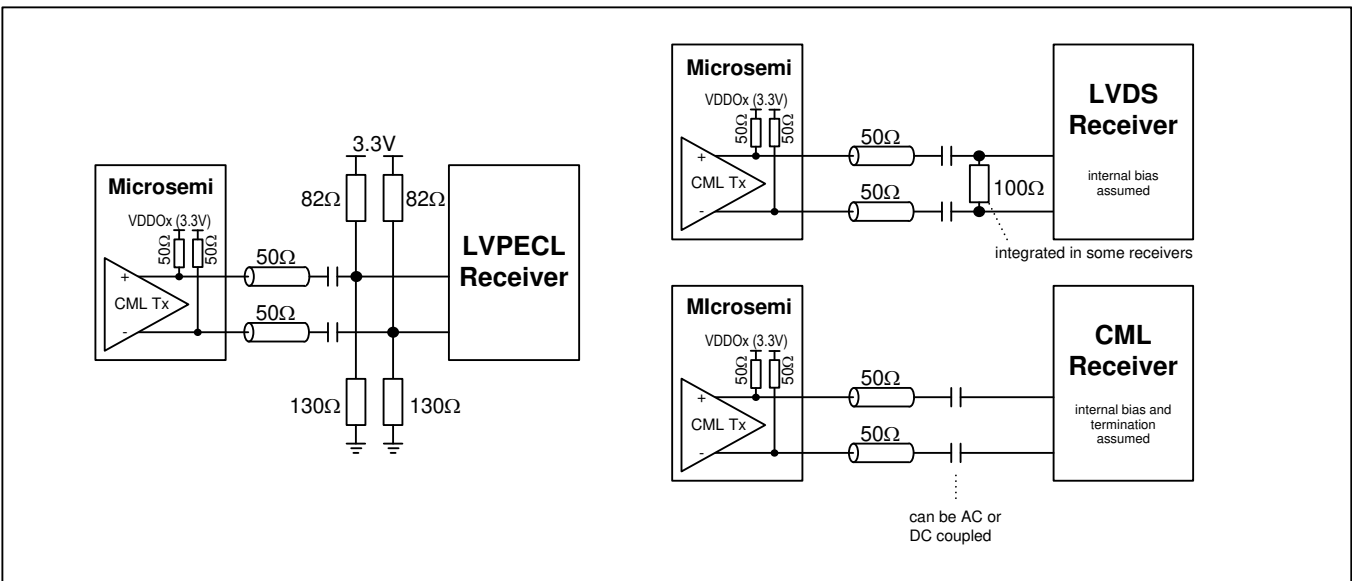 Microsemi
VDDOx (3.3V)
50Ω
50Ω
+
CML Tx
-
50Ω
50Ω
3.3V
82Ω
82Ω
130Ω
130Ω
LVPECL
Receiver
Microsemi
VDDOx (3.3V)
50Ω
50Ω
+
CML Tx
-
50Ω
50Ω
100Ω
LVDS
Receiver
internal bias
assumed
integrated in some receivers
MIcrosemi
VDDOx (3.3V)
50Ω
50Ω
+
CML Tx
-
50Ω
50Ω
CML
Receiver
internal bias and
termination
assumed
can be AC or
DC coupled